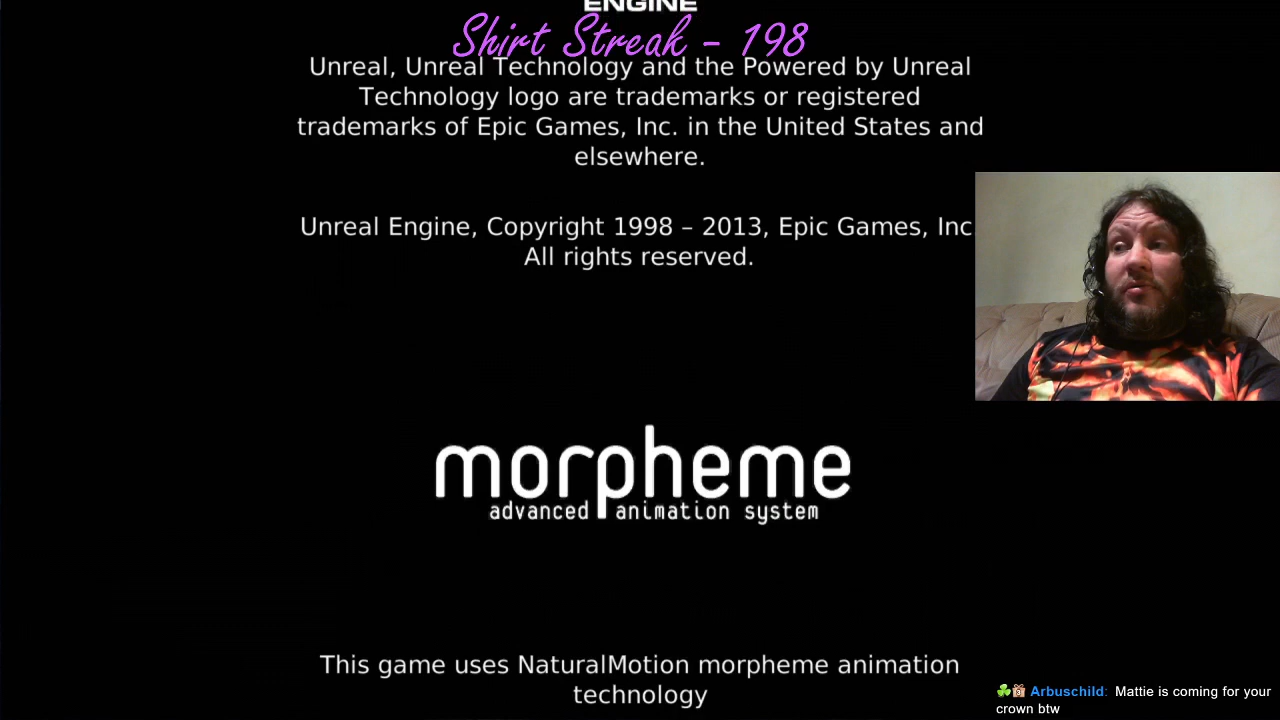 ENGINE
Shirt Streak - 198
Unreal, Unreal Technology and the Powered by Unreal
Technology logo are trademarks or registered
trademarks of Epic Games, Inc. in the United States and
elsewhere.
Unreal Engine, Copyright 1998 – 2013, Epic Games, Inc
All rights reserved.
morpheme
advanced animation system
This game uses NaturalMotion morpheme animation
technology
Arbuschild: Mattie is coming for your
crown btw